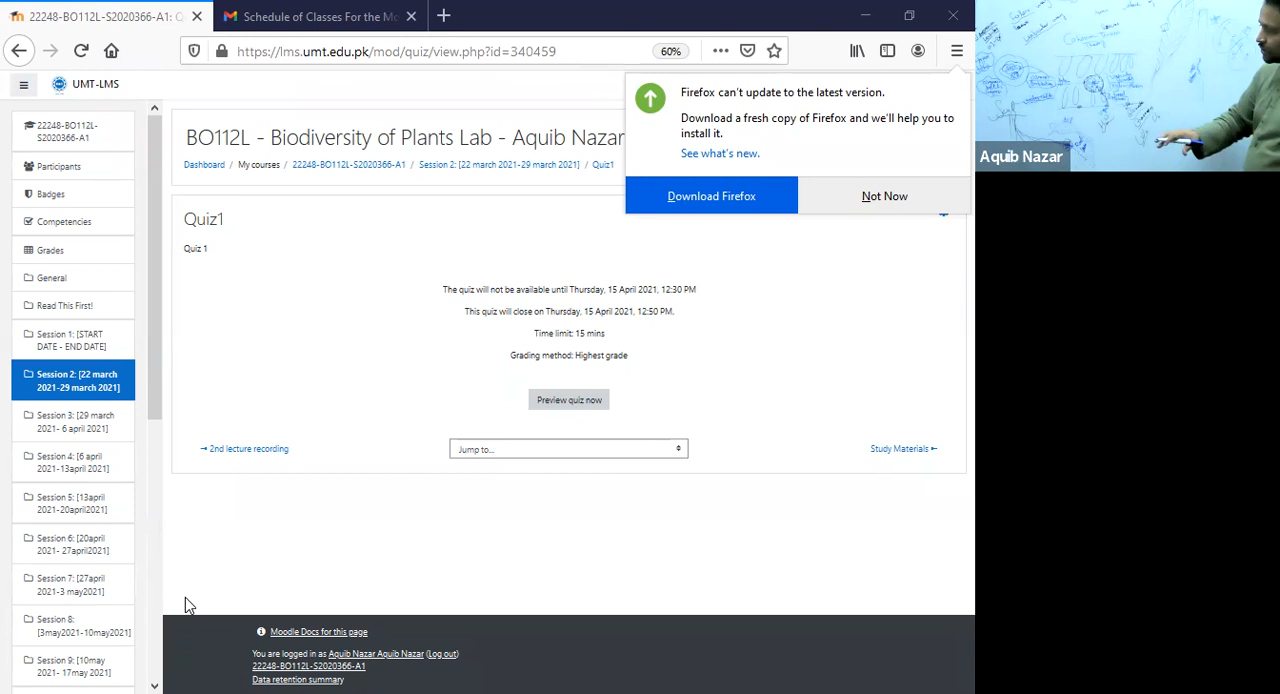 22248-BO112L-S2020366-A1: Q
Schedule of Classes For the Mo
https://lms.umt.edu.pk/mod/quiz/view.php?id=340459
60%
UMT-LMS
Firefox can't update to the latest version.
Download a fresh copy of Firefox and we'll help you to
install it.
See what's new.
Download Firefox
Not Now
Aquib Nazar
22248-BO112L-
S2020366-A1
Participants
Badges
Competencies
Grades
General
Read This First!
Session 1: [START
DATE - END DATE]
Session 2: [22 march
2021-29 march 2021]
Session 3: [29 march
2021- 6 april 2021]
Session 4: [6 april
2021-13april 2021]
Session 5: [13april
2021-20april2021]
Session 6: [20april
2021- 27april2021]
Session 7: [27april
2021-3 may2021]
Session 8:
[3may2021-10may2021]
Session 9: [10may
2021- 17may 2021]
BO112L - Biodiversity of Plants Lab - Aquib Nazar
Dashboard / My courses / 22248-BO112L-S2020366-A1 / Session 2: [22 march 2021-29 march 2021] / Quiz1
Quiz1
Quiz 1
The quiz will not be available until Thursday, 15 April 2021, 12:30 PM
This quiz will close on Thursday, 15 April 2021, 12:50 PM.
Time limit: 15 mins
Grading method: Highest grade
Preview quiz now
→ 2nd lecture recording
Jump to...
Study Materials ←
Moodle Docs for this page
You are logged in as Aquib Nazar Aquib Nazar (Log out)
22248-BO112L-S2020366-A1
Data retention summary